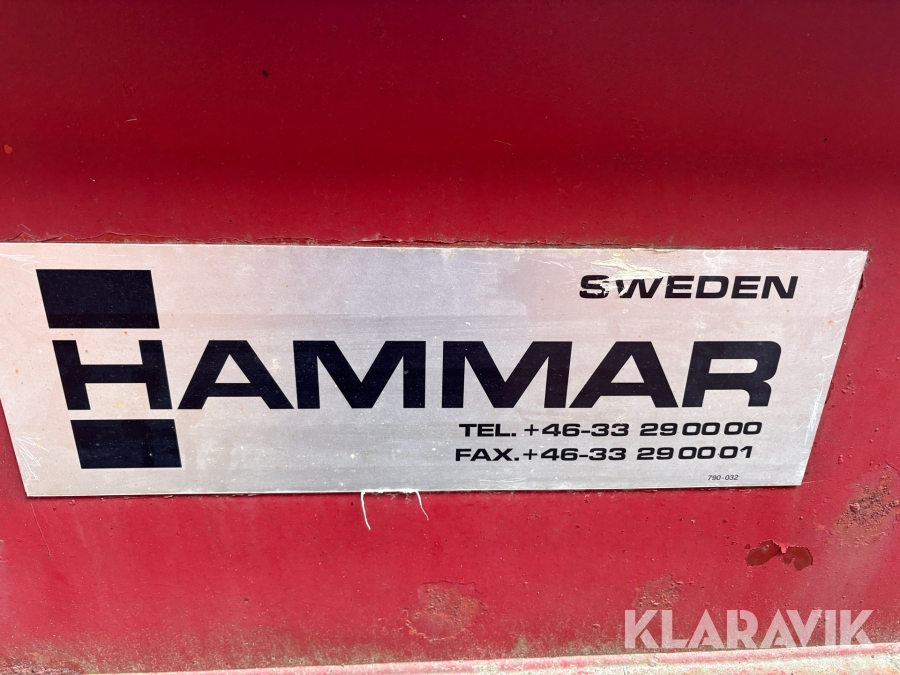 SWEDEN
HAMMAR
TEL. +46-33 290000
FAX.+46-33 290001
790-032
KLARAVIK